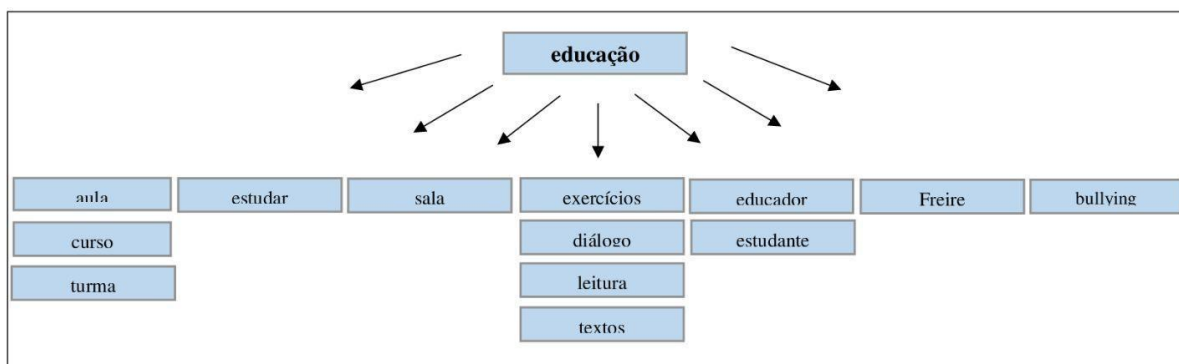 educação
aula estudar sala exercícios educador Freire bullying
curso diálogo estudante
turma leitura
textos